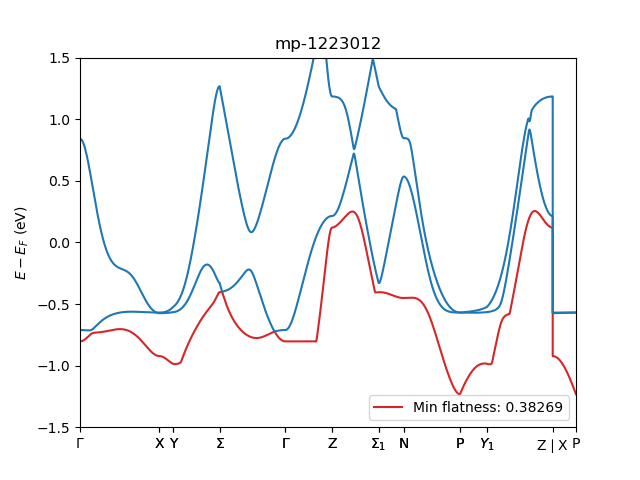 mp-1223012
E − E_F (eV)
1.5
1.0
0.5
0.0
−0.5
−1.0
−1.5
Min flatness: 0.38269
Γ X Y Σ Γ Z Σ₁ N P Y₁ Z | X P